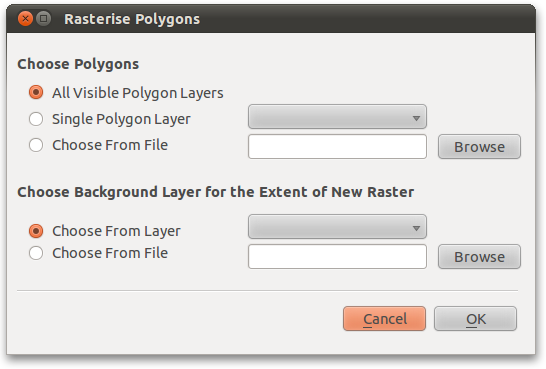 Rasterise Polygons
Choose Polygons
All Visible Polygon Layers
Single Polygon Layer
Choose From File
Browse
Choose Background Layer for the Extent of New Raster
Choose From Layer
Choose From File
Browse
Cancel
OK